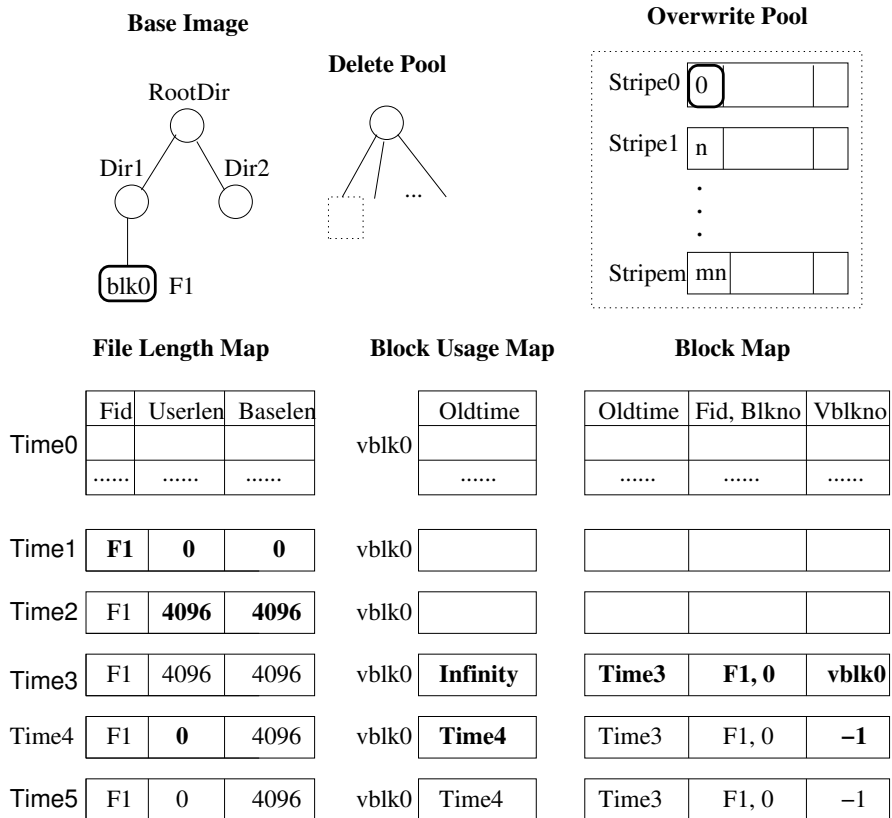 Base Image
Delete Pool
Overwrite Pool
RootDir
Dir1
Dir2
blk0 F1
...
Stripe0 0
Stripe1 n
Stripem mn
File Length Map
Block Usage Map
Block Map
Fid Userlen Baselen Oldtime Oldtime Fid, Blkno Vblkno
Time0 vblk0
...... ...... ...... ...... ...... ...... ......
Time1 F1 0 0 vblk0
Time2 F1 4096 4096 vblk0
Time3 F1 4096 4096 vblk0 Infinity Time3 F1, 0 vblk0
Time4 F1 0 4096 vblk0 Time4 Time3 F1, 0 −1
Time5 F1 0 4096 vblk0 Time4 Time3 F1, 0 −1